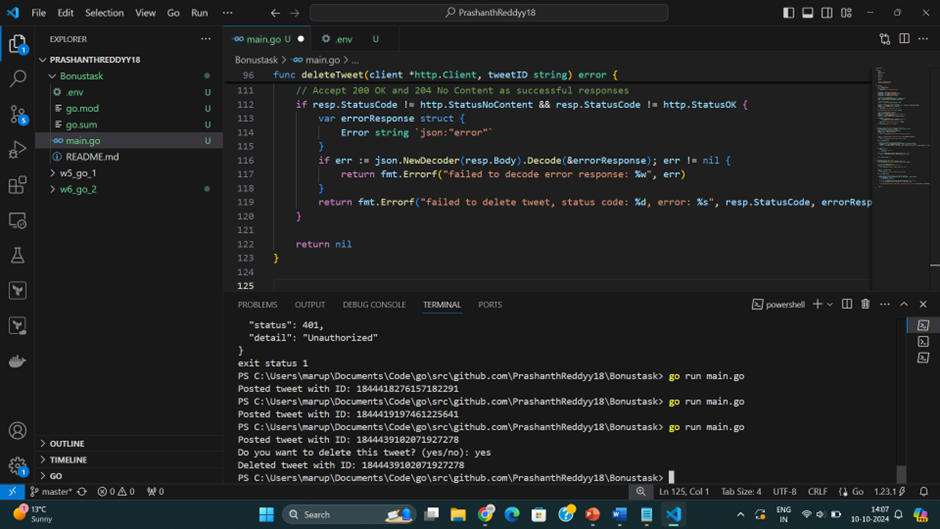 File Edit Selection View Go Run ··· PrashanthReddyy18
EXPLORER ···
PRASHANTHREDDYY18
Bonustask
.env U
go.mod U
go.sum U
main.go U
README.md
w5_go_1
w6_go_2
OUTLINE
TIMELINE
GO
main.go U .env U
Bonustask > main.go > ...
96 func deleteTweet(client *http.Client, tweetID string) error {
111 // Accept 200 OK and 204 No Content as successful responses
112 if resp.StatusCode != http.StatusNoContent && resp.StatusCode != http.StatusOK {
113 var errorResponse struct {
114 Error string `json:"error"`
115 }
116 if err := json.NewDecoder(resp.Body).Decode(&errorResponse); err != nil {
117 return fmt.Errorf("failed to decode error response: %w", err)
118 }
119 return fmt.Errorf("failed to delete tweet, status code: %d, error: %s", resp.StatusCode, errorResp
120 }
121
122 return nil
123 }
124
125
PROBLEMS OUTPUT DEBUG CONSOLE TERMINAL PORTS powershell
"status": 401,
"detail": "Unauthorized"
}
exit status 1
PS C:\Users\marup\Documents\Code\go\src\github.com\PrashanthReddyy18\Bonustask> go run main.go
Posted tweet with ID: 1844418276157182291
PS C:\Users\marup\Documents\Code\go\src\github.com\PrashanthReddyy18\Bonustask> go run main.go
Posted tweet with ID: 1844419197461225641
PS C:\Users\marup\Documents\Code\go\src\github.com\PrashanthReddyy18\Bonustask> go run main.go
Posted tweet with ID: 1844439102071927278
Do you want to delete this tweet? (yes/no): yes
Deleted tweet with ID: 1844439102071927278
PS C:\Users\marup\Documents\Code\go\src\github.com\PrashanthReddyy18\Bonustask>
master* 0 0 0 Ln 125, Col 1 Tab Size: 4 UTF-8 CRLF Go 1.23.1
13°C
Sunny
Search
ENG
IN
14:07
10-10-2024